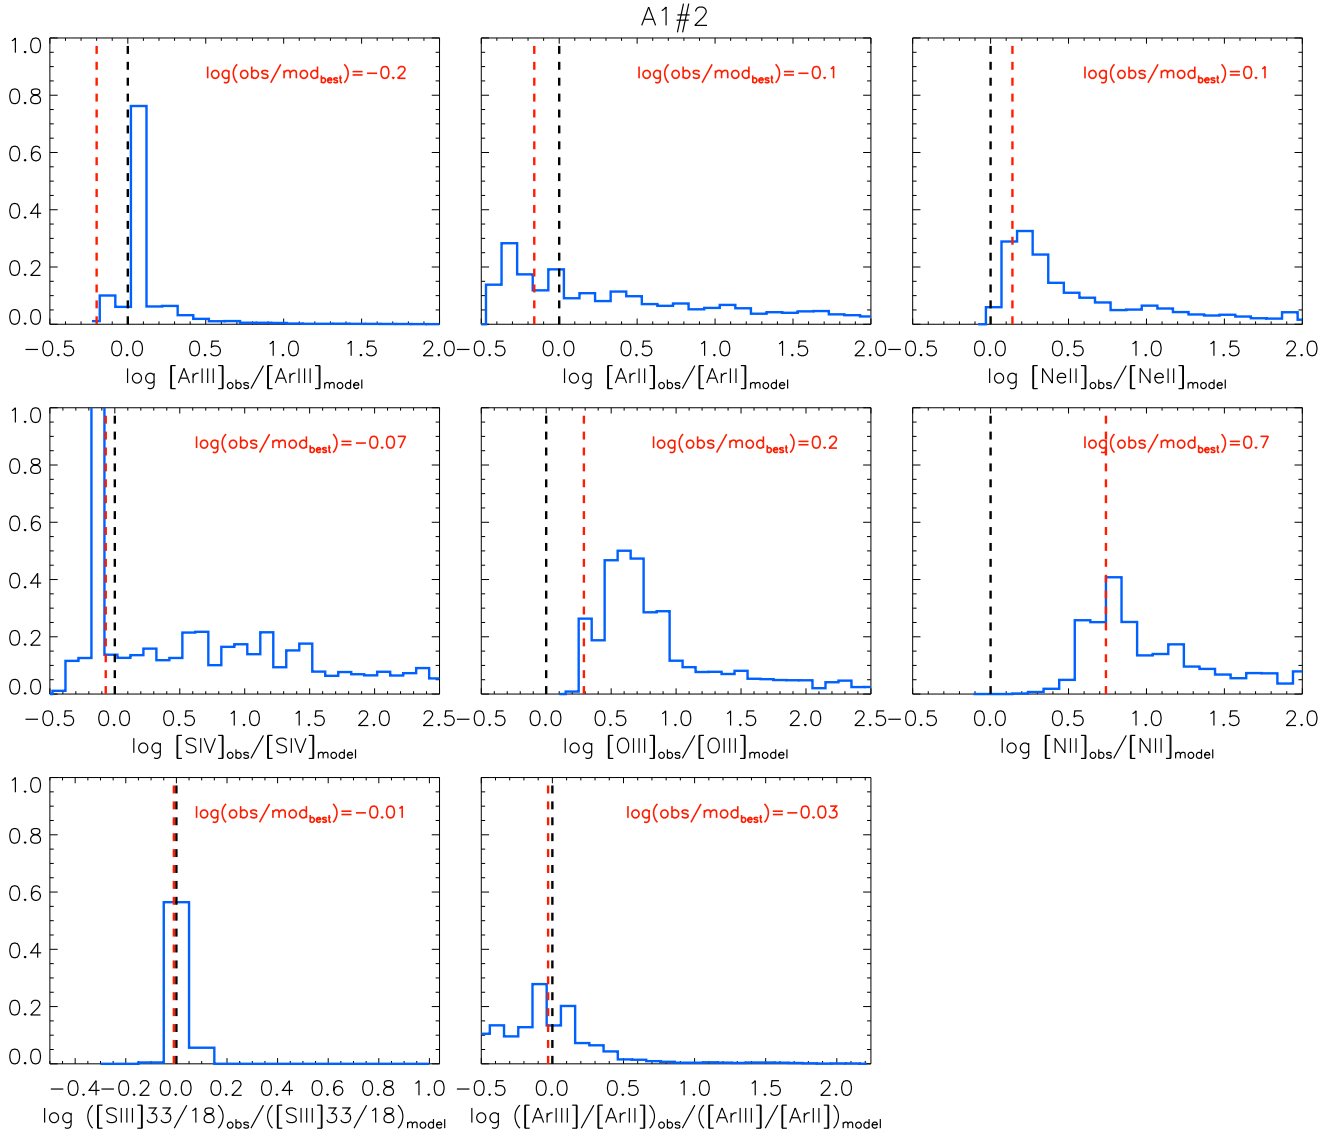 A1#2
log(obs/mod_best)=−0.2
log(obs/mod_best)=−0.1
log(obs/mod_best)=0.1
1.0
0.8
0.6
0.4
0.2
0.0
−0.5 0.0 0.5 1.0 1.5 2.0
−0.5 0.0 0.5 1.0 1.5 2.0
−0.5 0.0 0.5 1.0 1.5 2.0
log [ArIII]obs/[ArIII]model
log [ArII]obs/[ArII]model
log [NeII]obs/[NeII]model
log(obs/mod_best)=−0.07
log(obs/mod_best)=0.2
log(obs/mod_best)=0.7
1.0
0.8
0.6
0.4
0.2
0.0
−0.5 0.0 0.5 1.0 1.5 2.0 2.5
−0.5 0.0 0.5 1.0 1.5 2.0 2.5
−0.5 0.0 0.5 1.0 1.5 2.0
log [SIV]obs/[SIV]model
log [OIII]obs/[OIII]model
log [NII]obs/[NII]model
log(obs/mod_best)=−0.01
log(obs/mod_best)=−0.03
1.0
0.8
0.6
0.4
0.2
0.0
−0.4 −0.2 0.0 0.2 0.4 0.6 0.8 1.0
−0.5 0.0 0.5 1.0 1.5 2.0
log ([SIII]33/18)obs/([SIII]33/18)model
log ([ArIII]/[ArII])obs/([ArIII]/[ArII])model